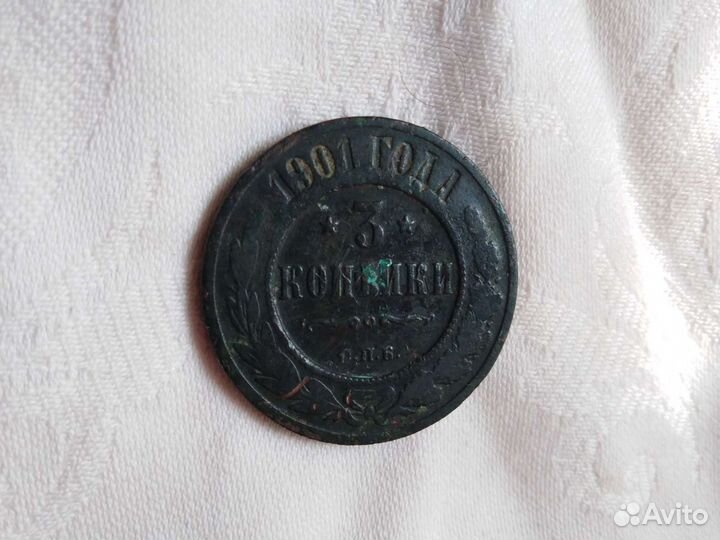 1901 ГОДА
* 3 *
КОПѢЙКИ
С.П.Б.
Avito